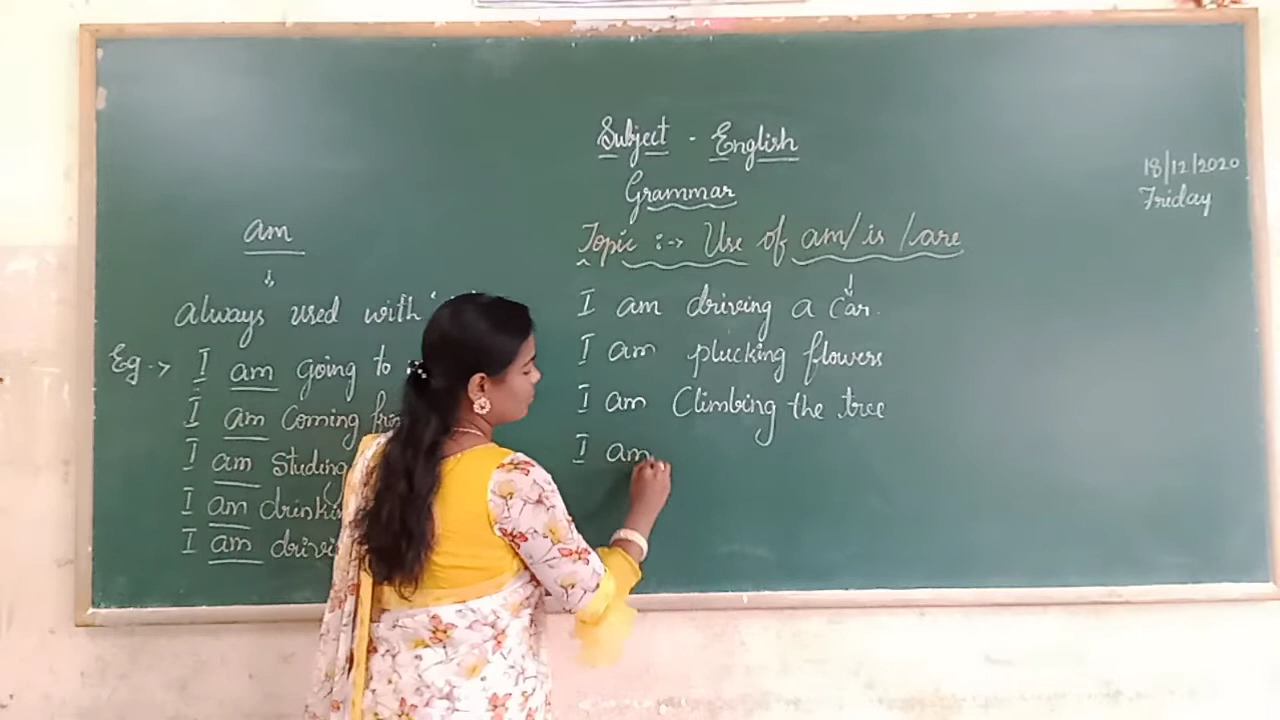 Subject - English
Grammar
18/12/2020
Friday
Topic :-> Use of am/is/are
I am driving a car.
I am plucking flowers
I am Climbing the tree
I am
am
always used with
Eg -> I am going to
I am Coming
I am
I am
I am